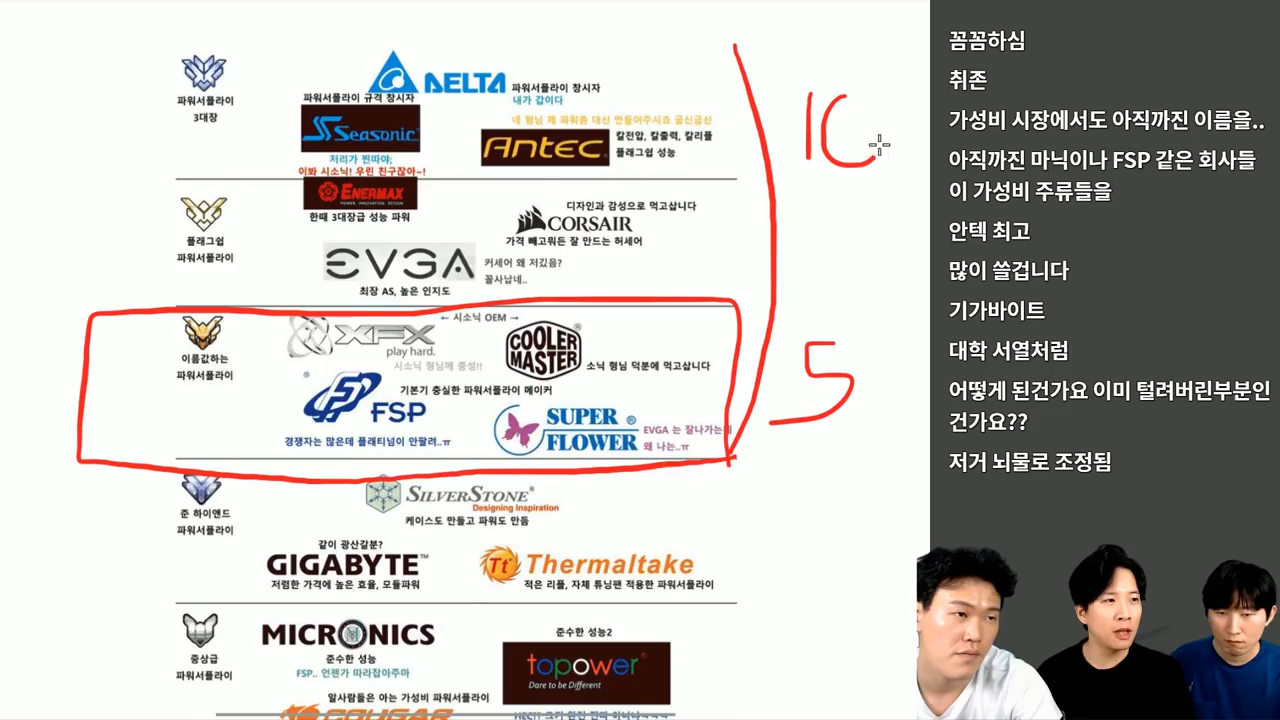 파워서플라이
3대장
DELTA
파워서플라이 창시자
내가 갑이다
파워서플라이 규격 창시자
Seasonic
저리가 찐따야;
이봐 시소닉! 우린 친구잖아~!
네 형님 제 파워좀 대신 만들어주시죠 굽신굽신
ANTEC
칼전압, 칼출력, 칼리플
플래그쉽 성능
플래그쉽
파워서플라이
ENERMAX
POWER. INNOVATION. DESIGN.
한때 3대장급 성능 파워
디자인과 감성으로 먹고삽니다
CORSAIR
가격 빼고뭐든 잘 만드는 허세어
EVGA
커세어 왜 저깄음?
꼴사납네..
최장 AS, 높은 인지도
이름값하는
파워서플라이
← 시소닉 OEM →
XFX
play hard.
시소닉 형님께 충성!!
COOLER
MASTER
소닉 형님 덕분에 먹고삽니다
기본기 충실한 파워서플라이 메이커
FSP
경쟁자는 많은데 플래티넘이 안팔려..ㅠ
SUPER
FLOWER
EVGA 는 잘나가는데
왜 나는..ㅠ
준 하이앤드
파워서플라이
SILVERSTONE
Designing Inspiration
케이스도 만들고 파워도 만듬
같이 광산갈분?
GIGABYTE™
저렴한 가격에 높은 효율, 모듈파워
Tt Thermaltake
적은 리플, 자체 튜닝팬 적용한 파워서플라이
중상급
파워서플라이
MICRONICS
준수한 성능
FSP.. 언젠가 따라잡아주마
준수한 성능2
topower
Dare to be Different
알사람들은 아는 가성비 파워서플라이
COUGAR
10
5
꼼꼼하심
취존
가성비 시장에서도 아직까진 이름을..
아직까진 마닉이나 FSP 같은 회사들
이 가성비 주류들을
안텍 최고
많이 쓸겁니다
기가바이트
대학 서열처럼
어떻게 된건가요 이미 털려버린부분인
건가요??
저거 뇌물로 조정됨